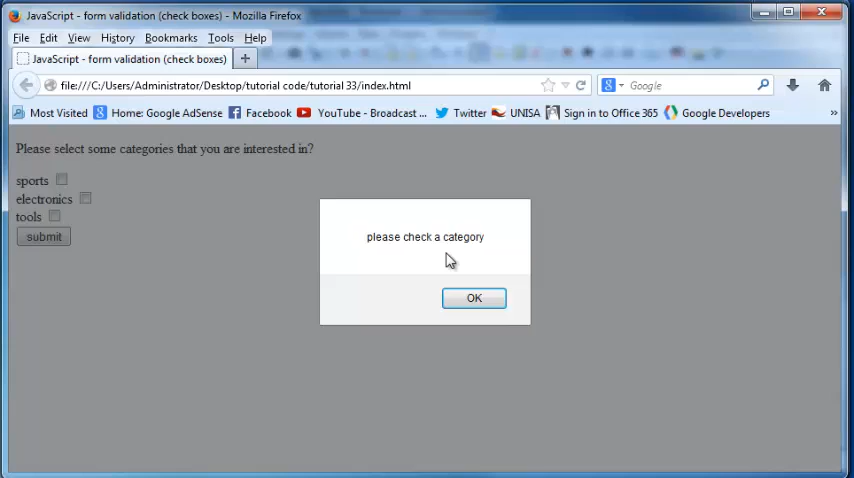 JavaScript - form validation (check boxes) - Mozilla Firefox
File Edit View History Bookmarks Tools Help
JavaScript - form validation (check boxes) +
file:///C:/Users/Administrator/Desktop/tutorial code/tutorial 33/index.html
Google
Most Visited Home: Google AdSense Facebook YouTube - Broadcast ... Twitter UNISA Sign in to Office 365 Google Developers »
Please select some categories that you are interested in?
sports
electronics
tools
submit
please check a category
OK